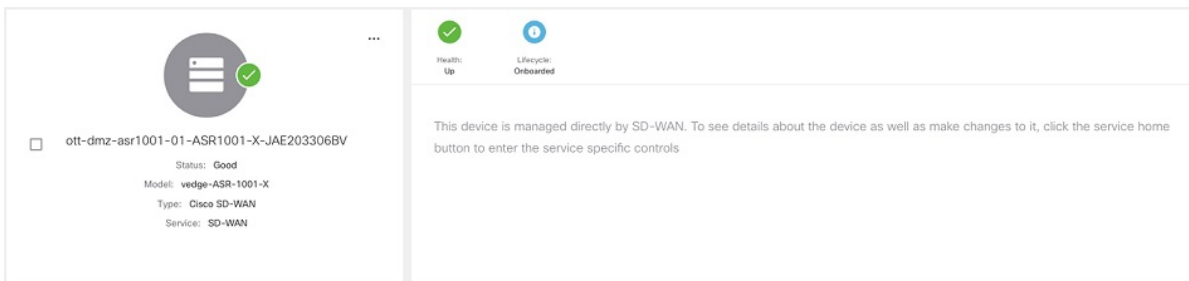 ...
ott-dmz-asr1001-01-ASR1001-X-JAE203306BV
Status: Good
Model: vedge-ASR-1001-X
Type: Cisco SD-WAN
Service: SD-WAN
Health:
Up
Lifecycle:
Onboarded
This device is managed directly by SD-WAN. To see details about the device as well as make changes to it, click the service home
button to enter the service specific controls